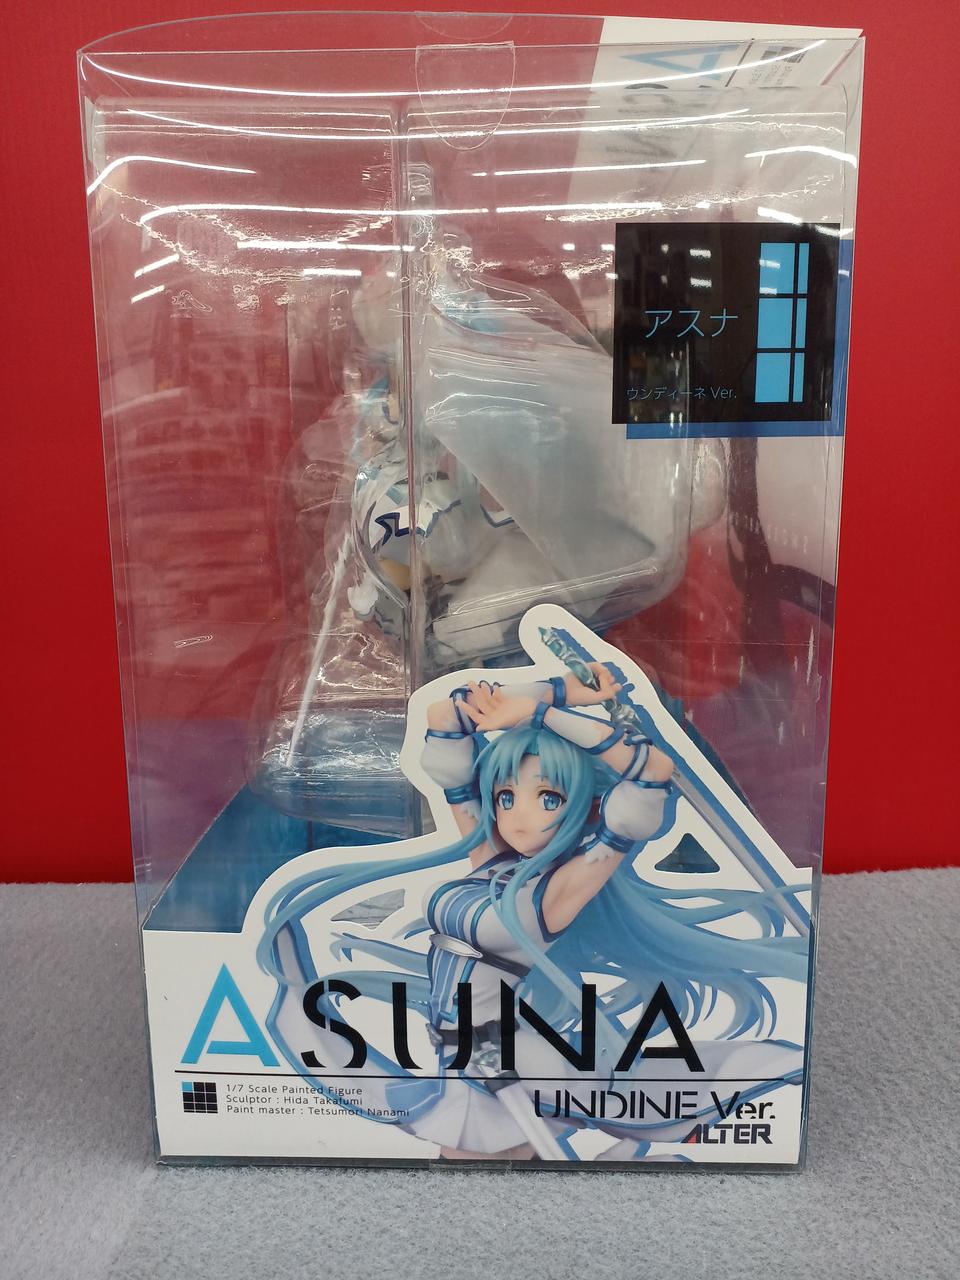 アスナ
ウンディーネ Ver.
ASUNA
1/7 Scale Painted Figure
Sculptor : Hida Takafumi
Paint master : Tetsumori Nanami
UNDINE Ver.
ALTER